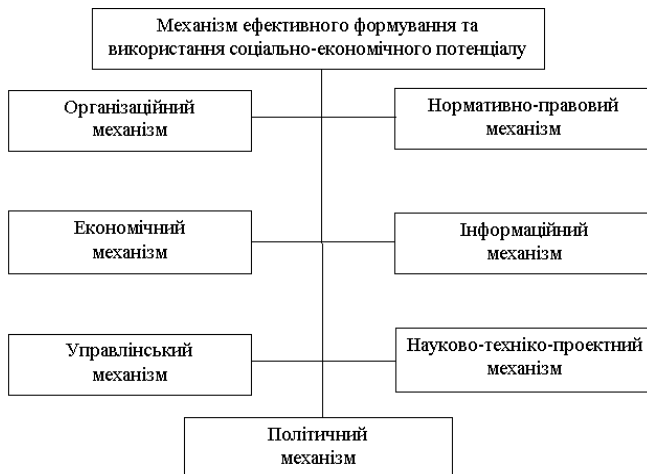 Механізм ефективного формування та
використання соціально-економічного потенціалу
Організаційний
механізм
Нормативно-правовий
механізм
Економічний
механізм
Інформаційний
механізм
Управлінський
механізм
Науково-техніко-проектний
механізм
Політичний
механізм